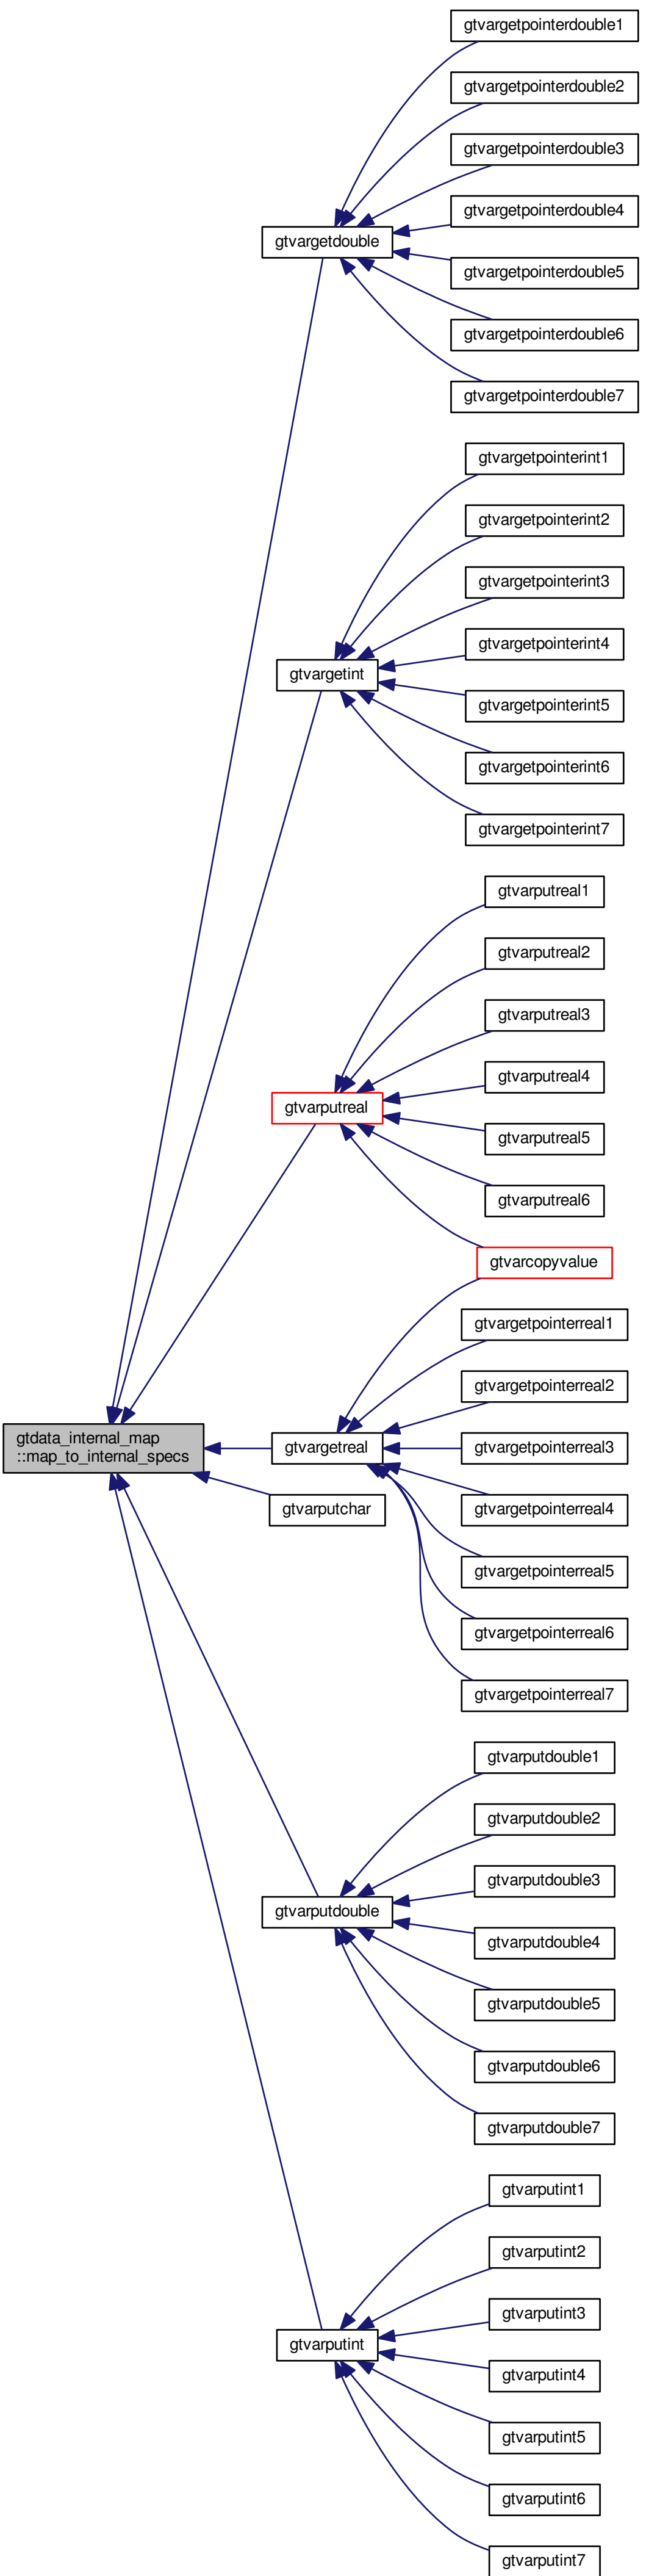 gtvargetpointerdouble1
gtvargetpointerdouble2
gtvargetpointerdouble3
gtvargetpointerdouble4
gtvargetdouble
gtvargetpointerdouble5
gtvargetpointerdouble6
gtvargetpointerdouble7
gtvargetpointerint1
gtvargetpointerint2
gtvargetpointerint3
gtvargetpointerint4
gtvargetint
gtvargetpointerint5
gtvargetpointerint6
gtvargetpointerint7
gtvarputreal1
gtvarputreal2
gtvarputreal3
gtvarputreal4
gtvarputreal
gtvarputreal5
gtvarputreal6
gtvarcopyvalue
gtvargetpointerreal1
gtvargetpointerreal2
gtdata_internal_map
::map_to_internal_specs
gtvargetreal
gtvargetpointerreal3
gtvarputchar
gtvargetpointerreal4
gtvargetpointerreal5
gtvargetpointerreal6
gtvargetpointerreal7
gtvarputdouble1
gtvarputdouble2
gtvarputdouble3
gtvarputdouble
gtvarputdouble4
gtvarputdouble5
gtvarputdouble6
gtvarputdouble7
gtvarputint1
gtvarputint2
gtvarputint3
gtvarputint
gtvarputint4
gtvarputint5
gtvarputint6
gtvarputint7